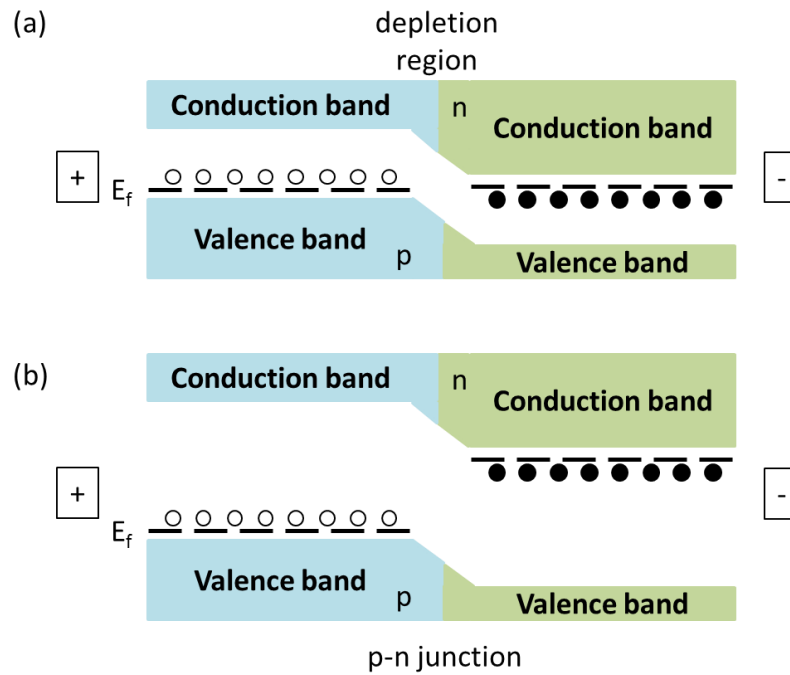 (a)
depletion
region
Conduction band
n
Conduction band
+
-
E_f
Valence band
p
Valence band
(b)
Conduction band
n
Conduction band
+
-
E_f
Valence band
p
Valence band
p-n junction